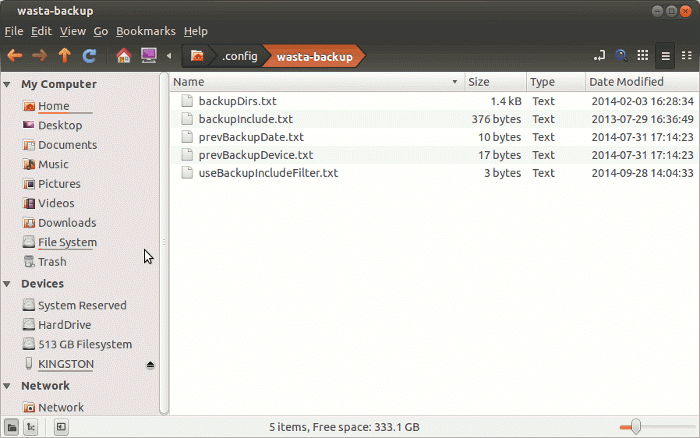 wasta-backup
File Edit View Go Bookmarks Help
.config wasta-backup
My Computer
Home
Desktop
Documents
Music
Pictures
Videos
Downloads
File System
Trash
Devices
System Reserved
HardDrive
513 GB Filesystem
KINGSTON
Network
Network
Name Size Type Date Modified
backupDirs.txt 1.4 kB Text 2014-02-03 16:28:34
backupInclude.txt 376 bytes Text 2013-07-29 16:36:49
prevBackupDate.txt 10 bytes Text 2014-07-31 17:14:23
prevBackupDevice.txt 17 bytes Text 2014-07-31 17:14:23
useBackupIncludeFilter.txt 3 bytes Text 2014-09-28 14:04:33
5 items, Free space: 333.1 GB